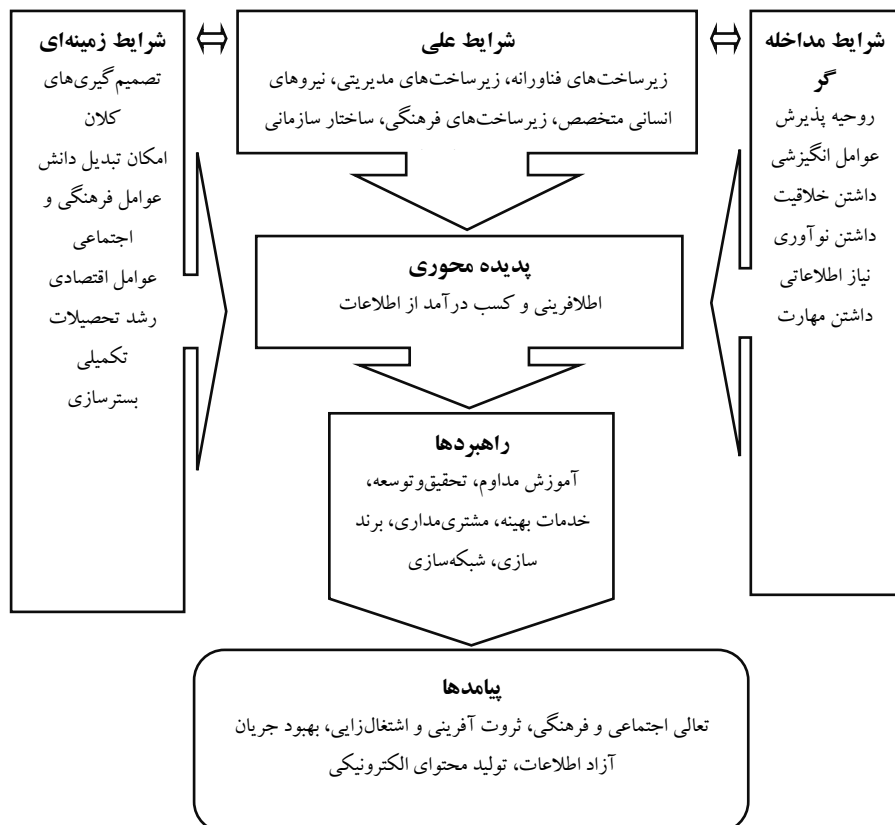 شرایط مداخله
گر
روحیه پذیرش
عوامل انگیزشی
داشتن خلاقیت
داشتن نوآوری
نیاز اطلاعاتی
داشتن مهارت
شرایط علی
زیرساخت‌های فناورانه، زیرساخت‌های مدیریتی، نیروهای
انسانی متخصص، زیرساخت‌های فرهنگی، ساختار سازمانی
شرایط زمینه‌ای
تصمیم‌گیری‌های
کلان
امکان تبدیل دانش
عوامل فرهنگی و
اجتماعی
عوامل اقتصادی
رشد تحصیلات
تکمیلی
بسترسازی
پدیده محوری
اطلافرینی و کسب درآمد از اطلاعات
راهبردها
آموزش مداوم، تحقیق‌وتوسعه،
خدمات بهینه، مشتری‌مداری، برند
سازی، شبکه‌سازی
پیامدها
تعالی اجتماعی و فرهنگی، ثروت آفرینی و اشتغال‌زایی، بهبود جریان
آزاد اطلاعات، تولید محتوای الکترونیکی